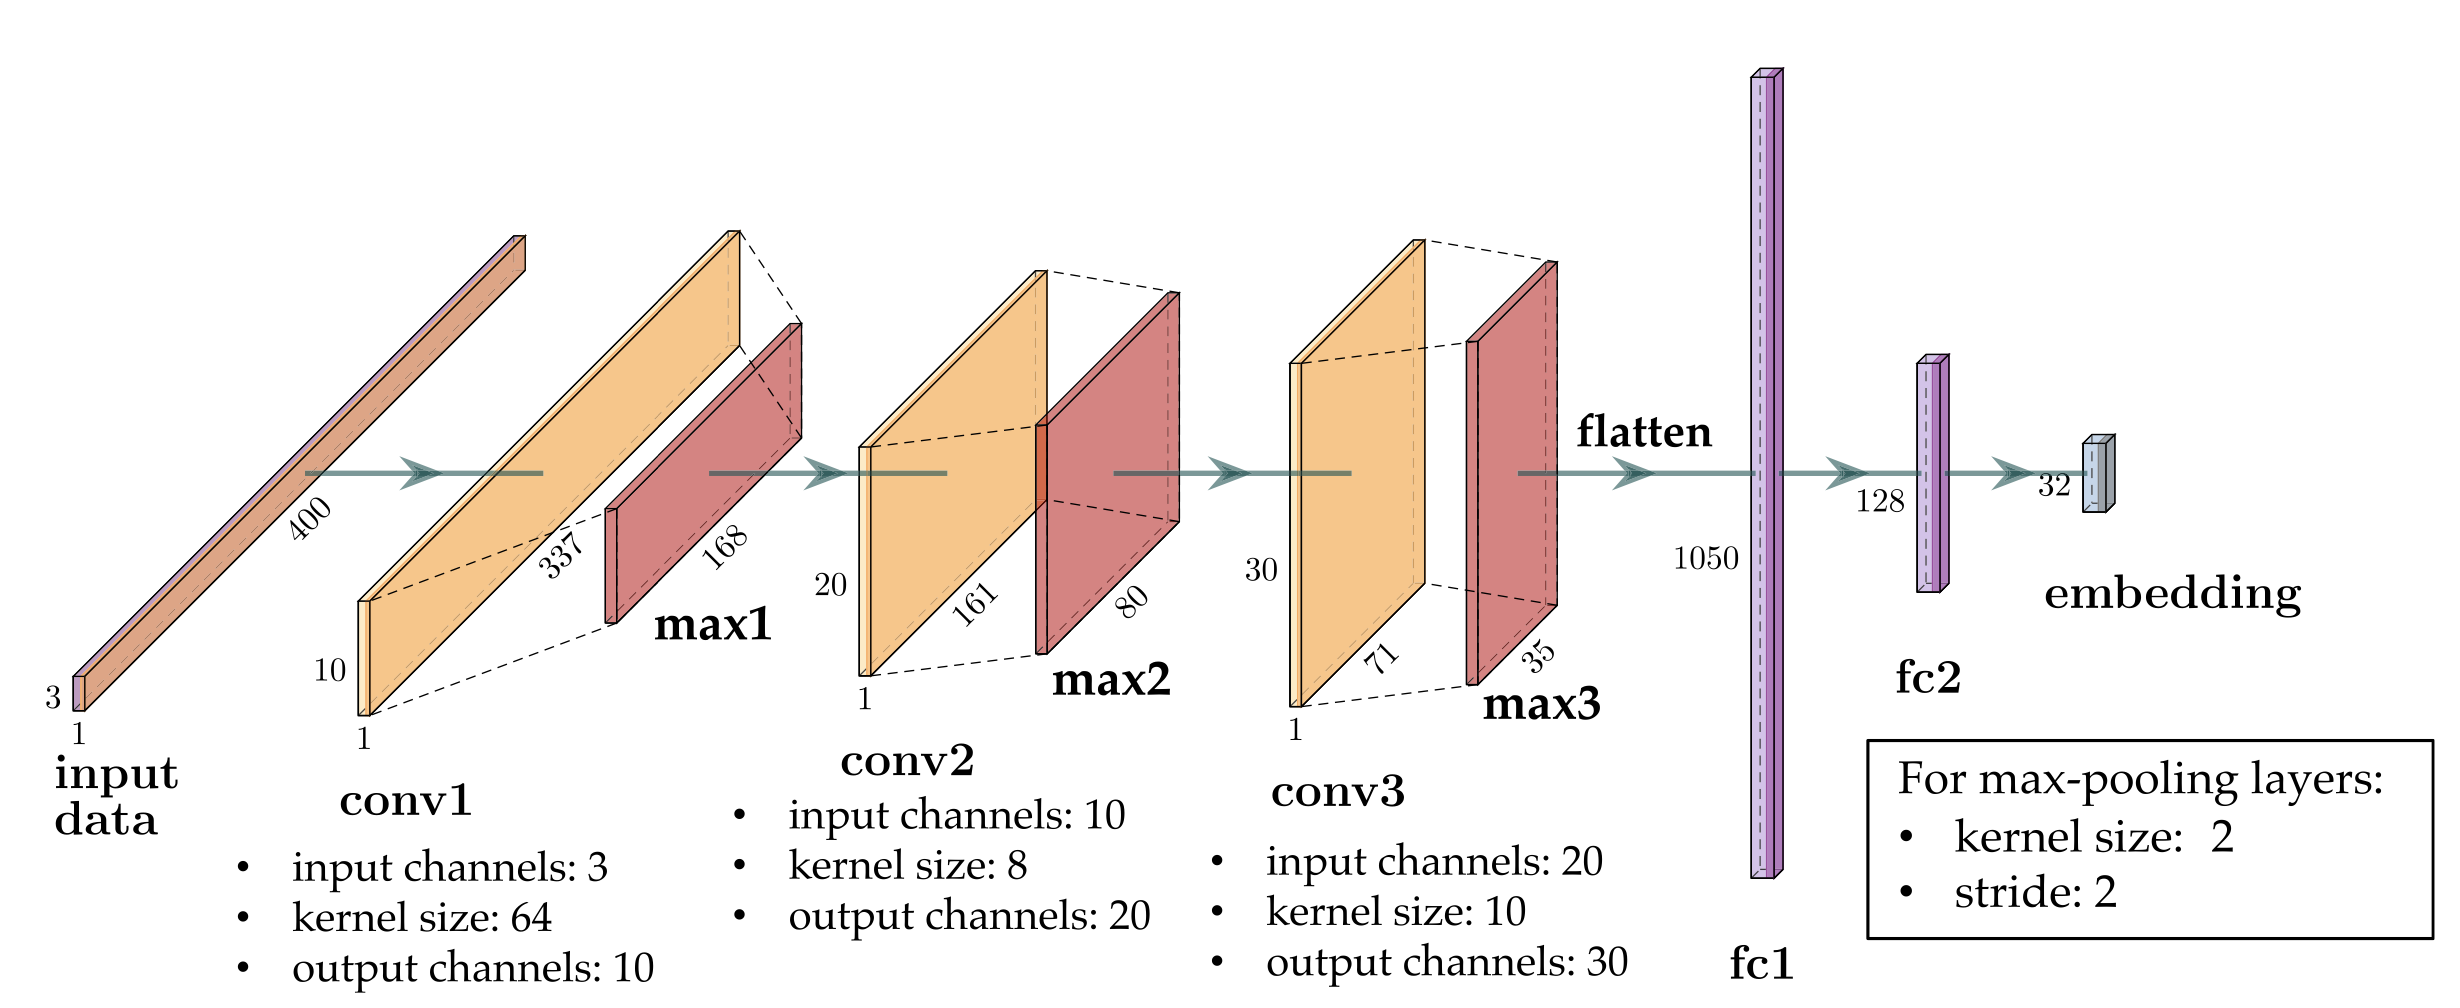 3
1
input
data
400
10
1
337
conv1
• input channels: 3
• kernel size: 64
• output channels: 10
168
max1
20
1
161
conv2
• input channels: 10
• kernel size: 8
• output channels: 20
80
max2
30
1
71
conv3
• input channels: 20
• kernel size: 10
• output channels: 30
35
max3
flatten
1050
fc1
128
fc2
32
embedding
For max-pooling layers:
• kernel size: 2
• stride: 2